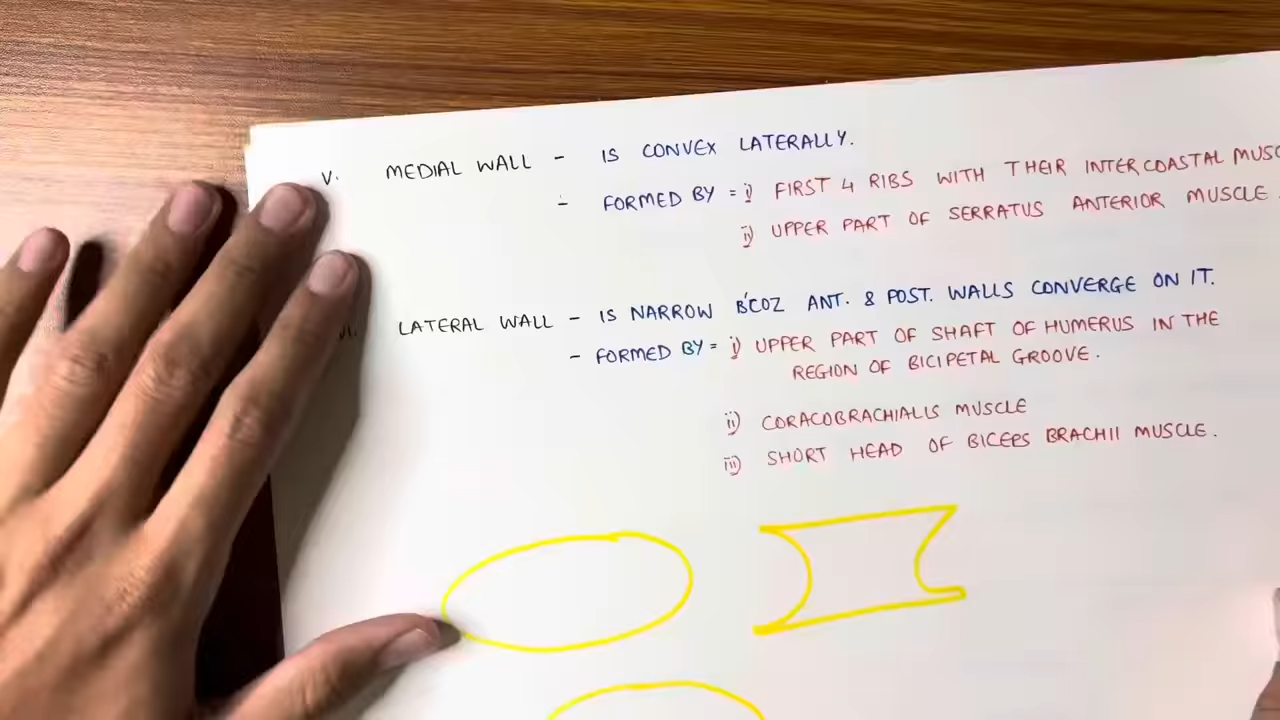 V. MEDIAL WALL - IS CONVEX LATERALLY.
- FORMED BY = i) FIRST 4 RIBS WITH THEIR INTERCOASTAL MUSC
ii) UPPER PART OF SERRATUS ANTERIOR MUSCLE.
VI. LATERAL WALL - IS NARROW B'COZ ANT. & POST. WALLS CONVERGE ON IT.
- FORMED BY = i) UPPER PART OF SHAFT OF HUMERUS IN THE
REGION OF BICIPETAL GROOVE.
ii) CORACOBRACHIALIS MUSCLE
iii) SHORT HEAD OF BICEPS BRACHII MUSCLE.